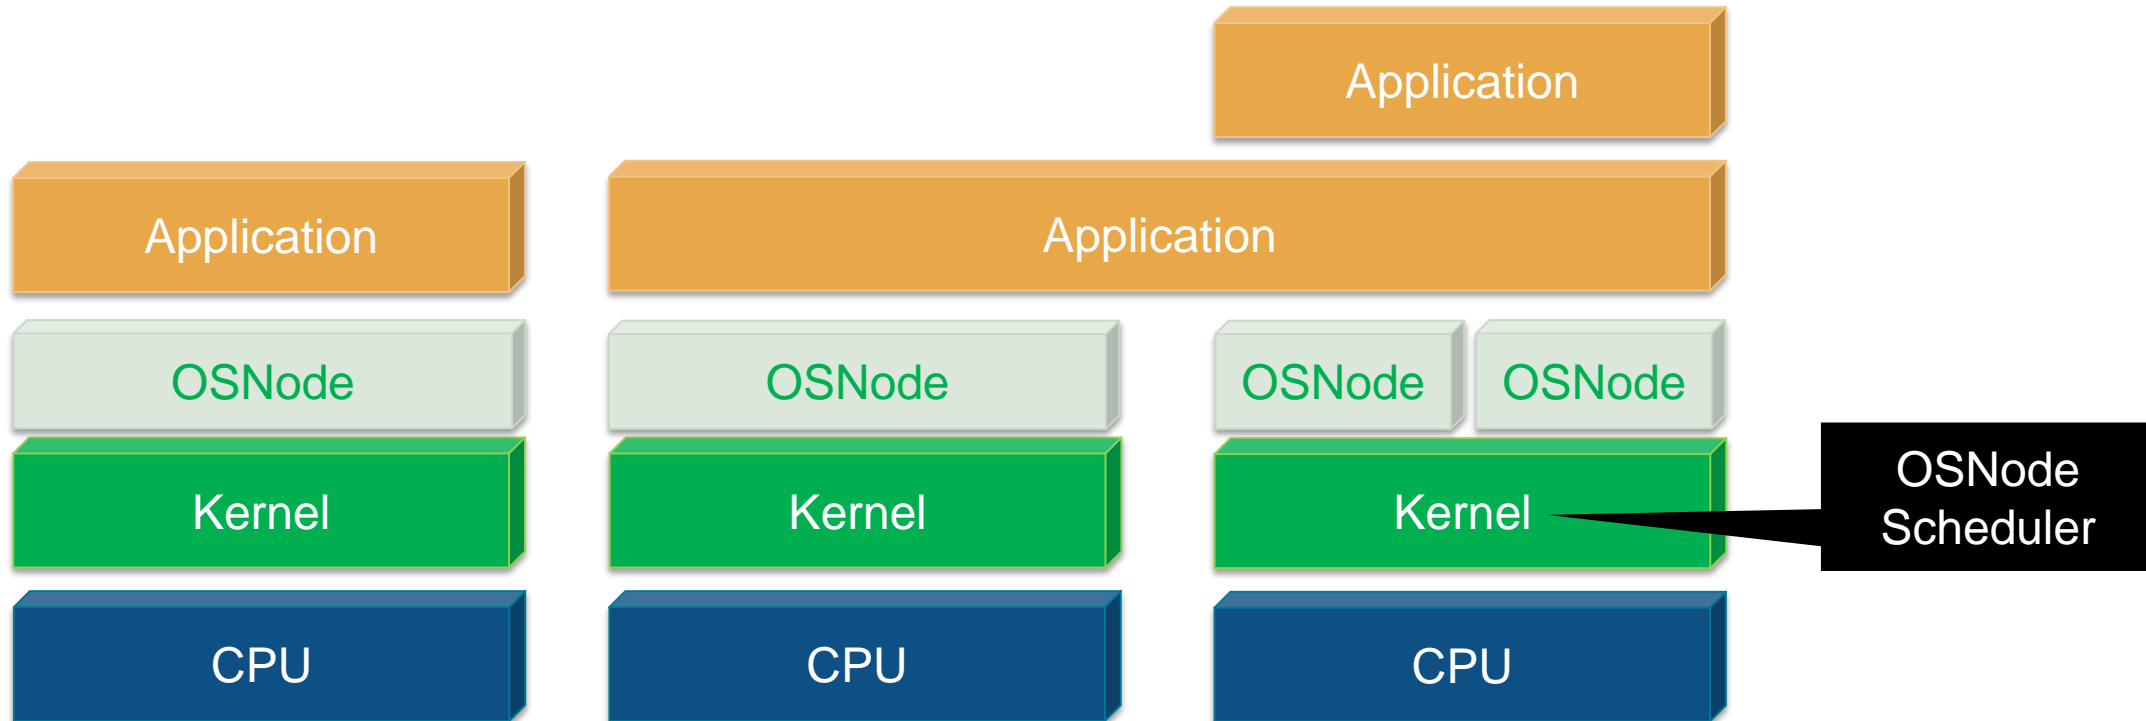 Application
Application
Application
OSNode
OSNode
OSNode
OSNode
Kernel
Kernel
Kernel
OSNode
Scheduler
CPU
CPU
CPU